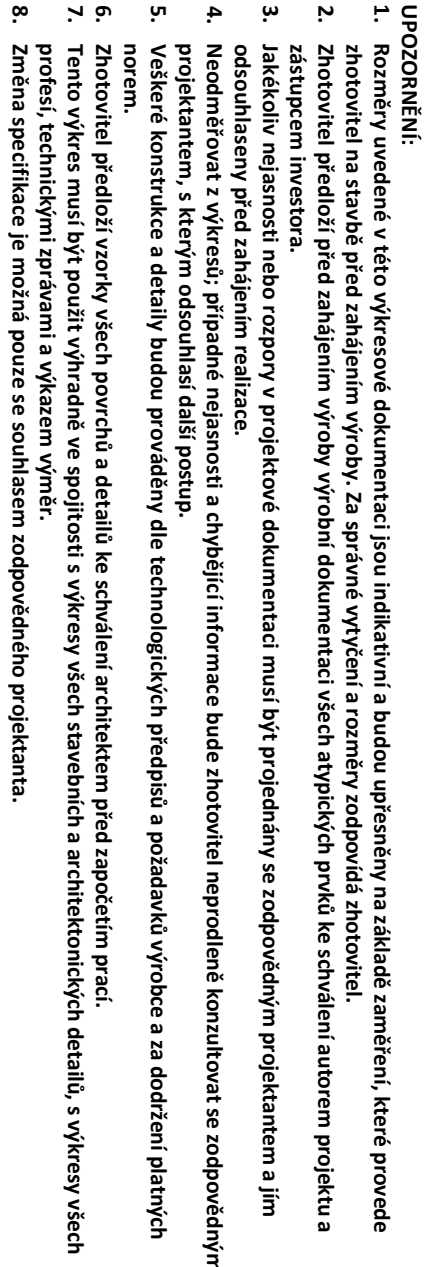 UPOZORNĚNÍ:
1. Rozměry uvedené v této výkresové dokumentaci jsou indikativní a budou upřesněny na základě zaměření, které provede
zhotovitel na stavbě před zahájením výroby. Za správné vytyčení a rozměry zodpovídá zhotovitel.
2. Zhotovitel předloží před zahájením výroby výrobní dokumentaci všech atypických prvků ke schválení autorem projektu a
zástupcem investora.
3. Jakékoliv nejasnosti nebo rozpory v projektové dokumentaci musí být projednány se zodpovědným projektantem a jím
odsouhlaseny před zahájením realizace.
4. Neodměřovat z výkresů; případné nejasnosti a chybějící informace bude zhotovitel neprodleně konzultovat se zodpovědným
projektantem, s kterým odsouhlasí další postup.
5. Veškeré konstrukce a detaily budou prováděny dle technologických předpisů a požadavků výrobce a za dodržení platných
norem.
6. Zhotovitel předloží vzorky všech povrchů a detailů ke schválení architektem před započetím prací.
7. Tento výkres musí být použit výhradně ve spojitosti s výkresy všech stavebních a architektonických detailů, s výkresy všech
profesí, technickými zprávami a výkazem výměr.
8. Změna specifikace je možná pouze se souhlasem zodpovědného projektanta.